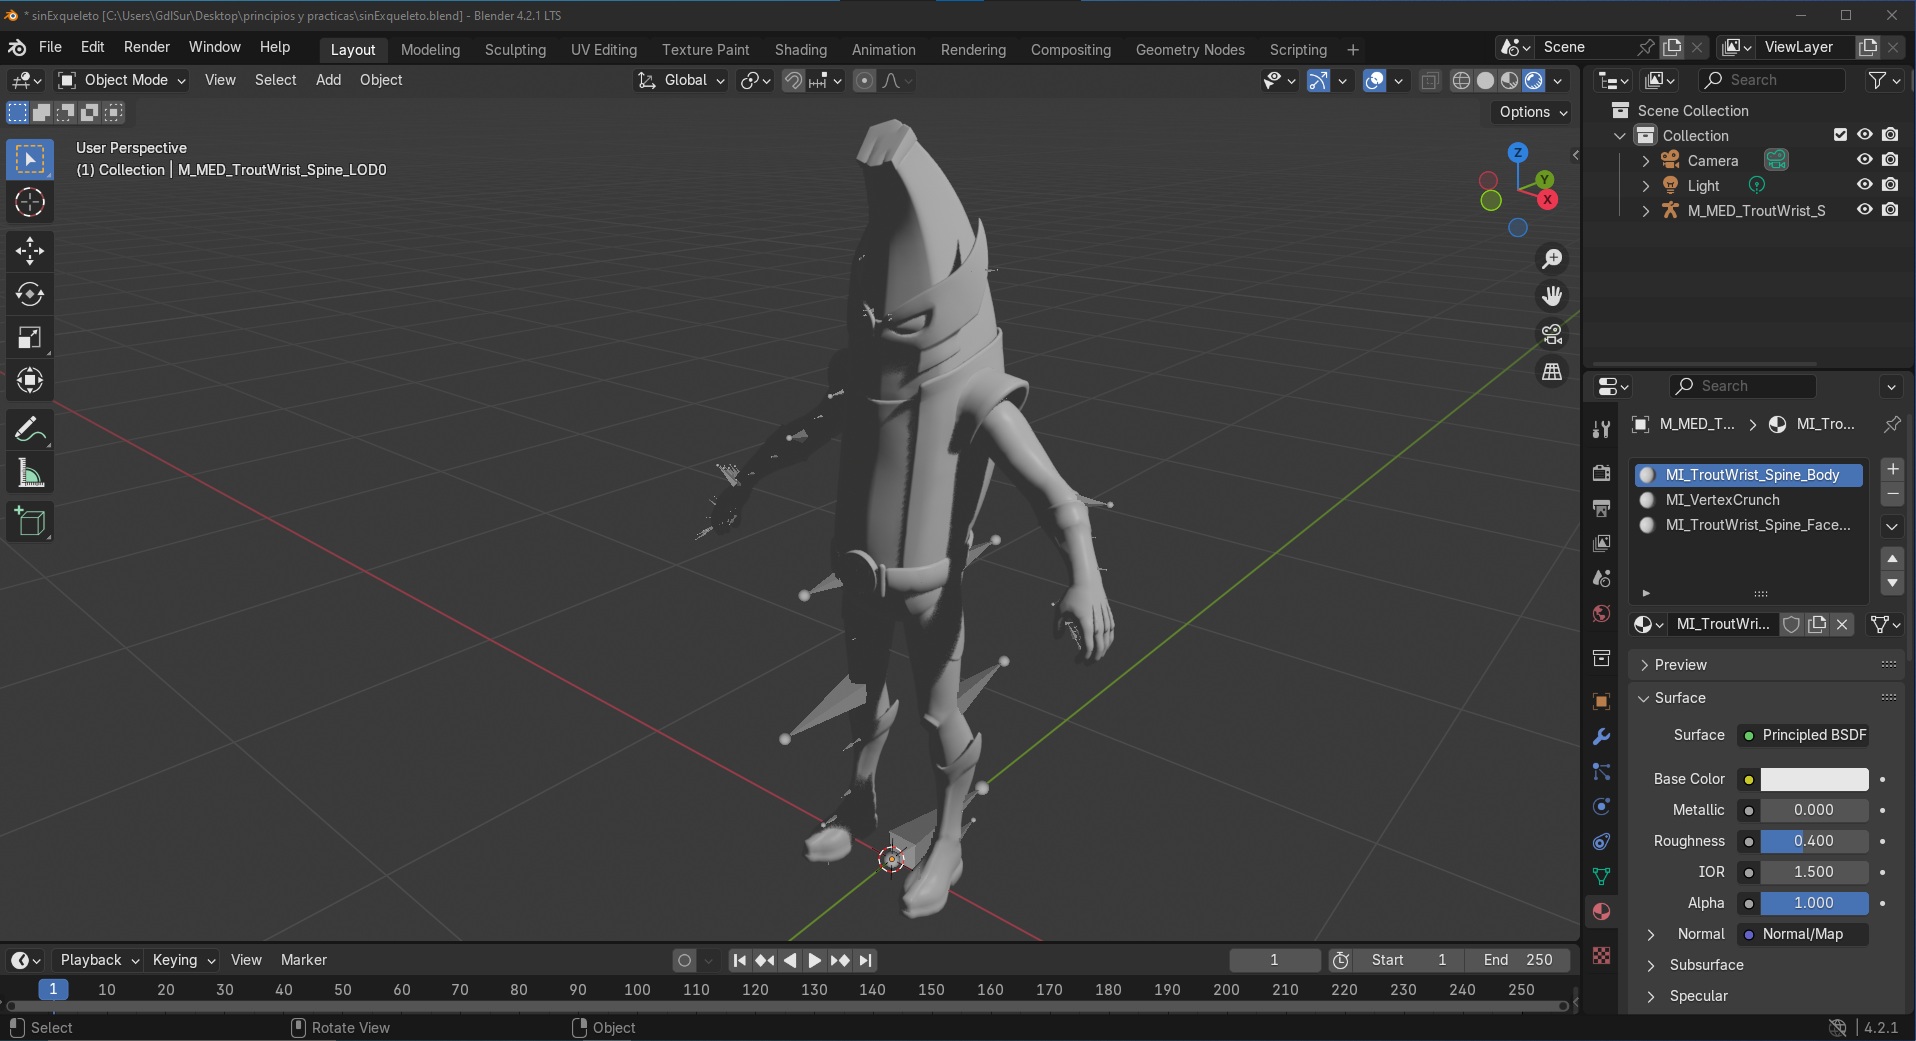 * sinExqueleto [C:\Users\GdlSur\Desktop\principios y practicas\sinExqueleto.blend] - Blender 4.2.1 LTS
File Edit Render Window Help Layout Modeling Sculpting UV Editing Texture Paint Shading Animation Rendering Compositing Geometry Nodes Scripting + Scene ViewLayer
Object Mode View Select Add Object Global Search
Options
User Perspective
(1) Collection | M_MED_TroutWrist_Spine_LOD0
Z
Y
X
Scene Collection
Collection
Camera
Light
M_MED_TroutWrist_S
Search
M_MED_T... MI_Tro...
MI_TroutWrist_Spine_Body
MI_VertexCrunch
MI_TroutWrist_Spine_Face...
MI_TroutWri...
Preview
Surface
Surface Principled BSDF
Base Color
Metallic 0.000
Roughness 0.400
IOR 1.500
Alpha 1.000
Normal Normal/Map
Subsurface
Specular
Playback Keying View Marker 1 Start 1 End 250
1 10 20 30 40 50 60 70 80 90 100 110 120 130 140 150 160 170 180 190 200 210 220 230 240 250
Select Rotate View Object 4.2.1